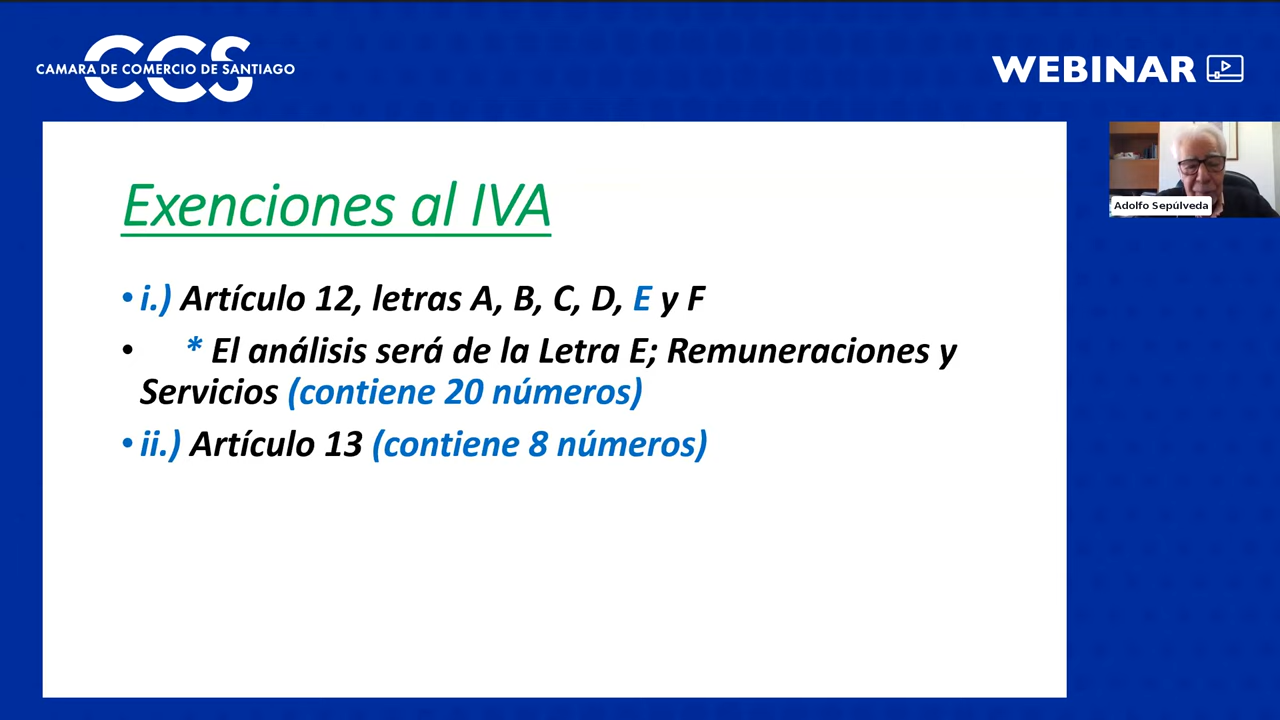 CCS
CAMARA DE COMERCIO DE SANTIAGO
WEBINAR
Adolfo Sepúlveda
Exenciones al IVA
• i.) Artículo 12, letras A, B, C, D, E y F
• * El análisis será de la Letra E; Remuneraciones y
Servicios (contiene 20 números)
• ii.) Artículo 13 (contiene 8 números)